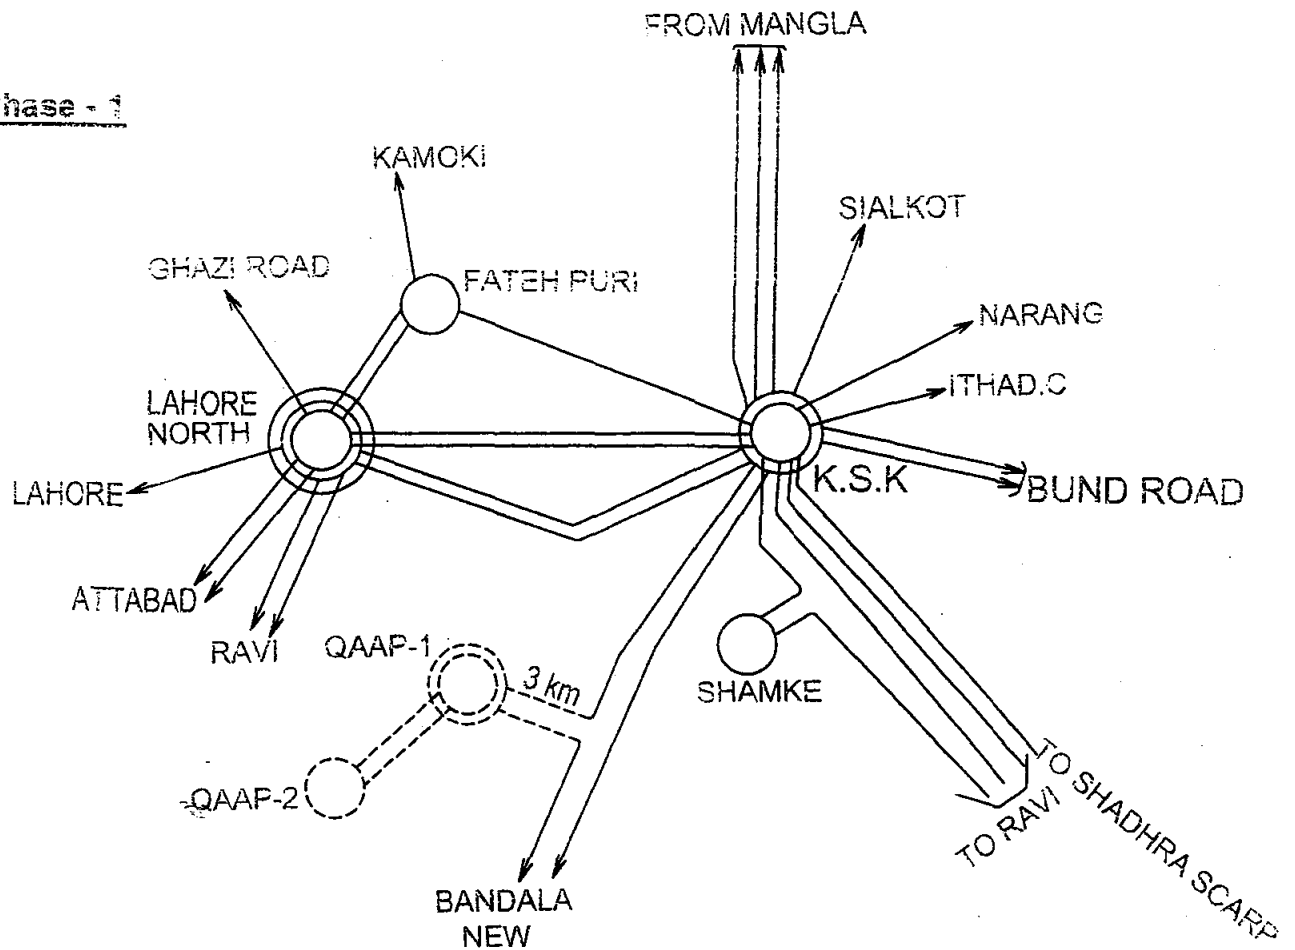 FROM MANGLA
hase - 1
KAMOKI
SIALKOT
GHAZI ROAD
FATEH PURI
NARANG
ITHAD.C
LAHORE
NORTH
K.S.K
BUND ROAD
LAHORE
ATTABAD
RAVI
QAAP-1
3 km
SHAMKE
QAAP-2
TO SHADHRA SCARP
TO RAVI
BANDALA
NEW